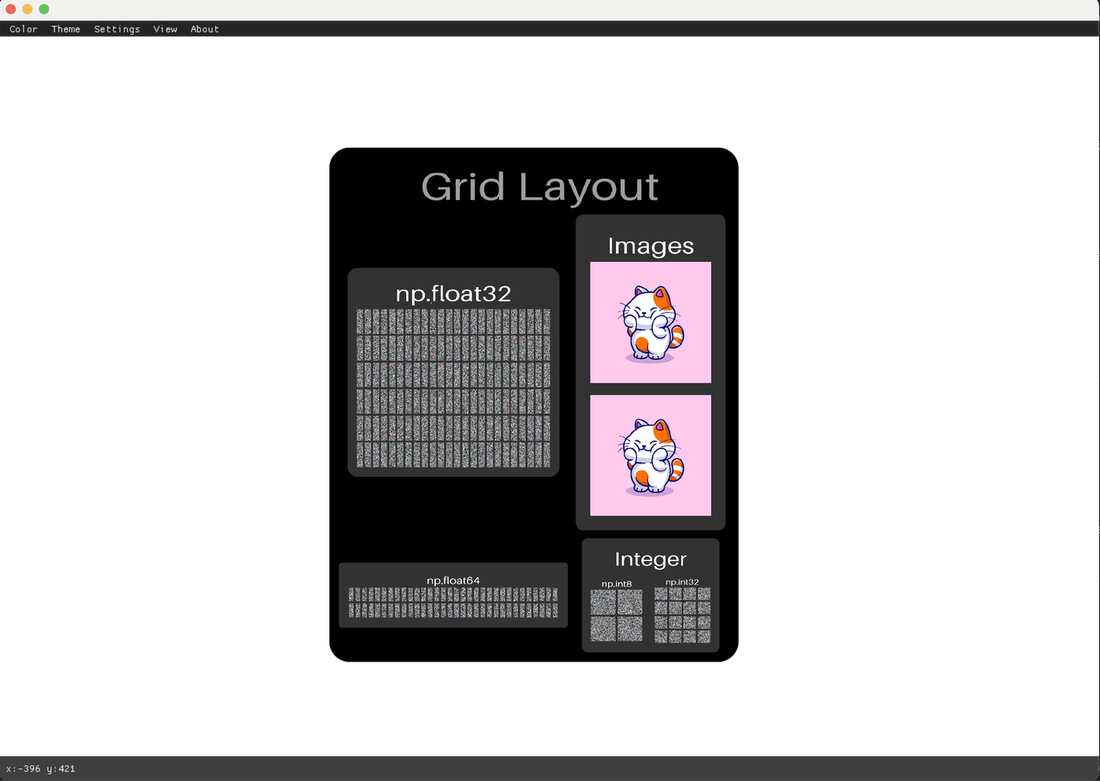 Color Theme Settings View About
Grid Layout
Images
np.float32
np.float64
Integer
np.int8 np.int32
x:-396 y:421